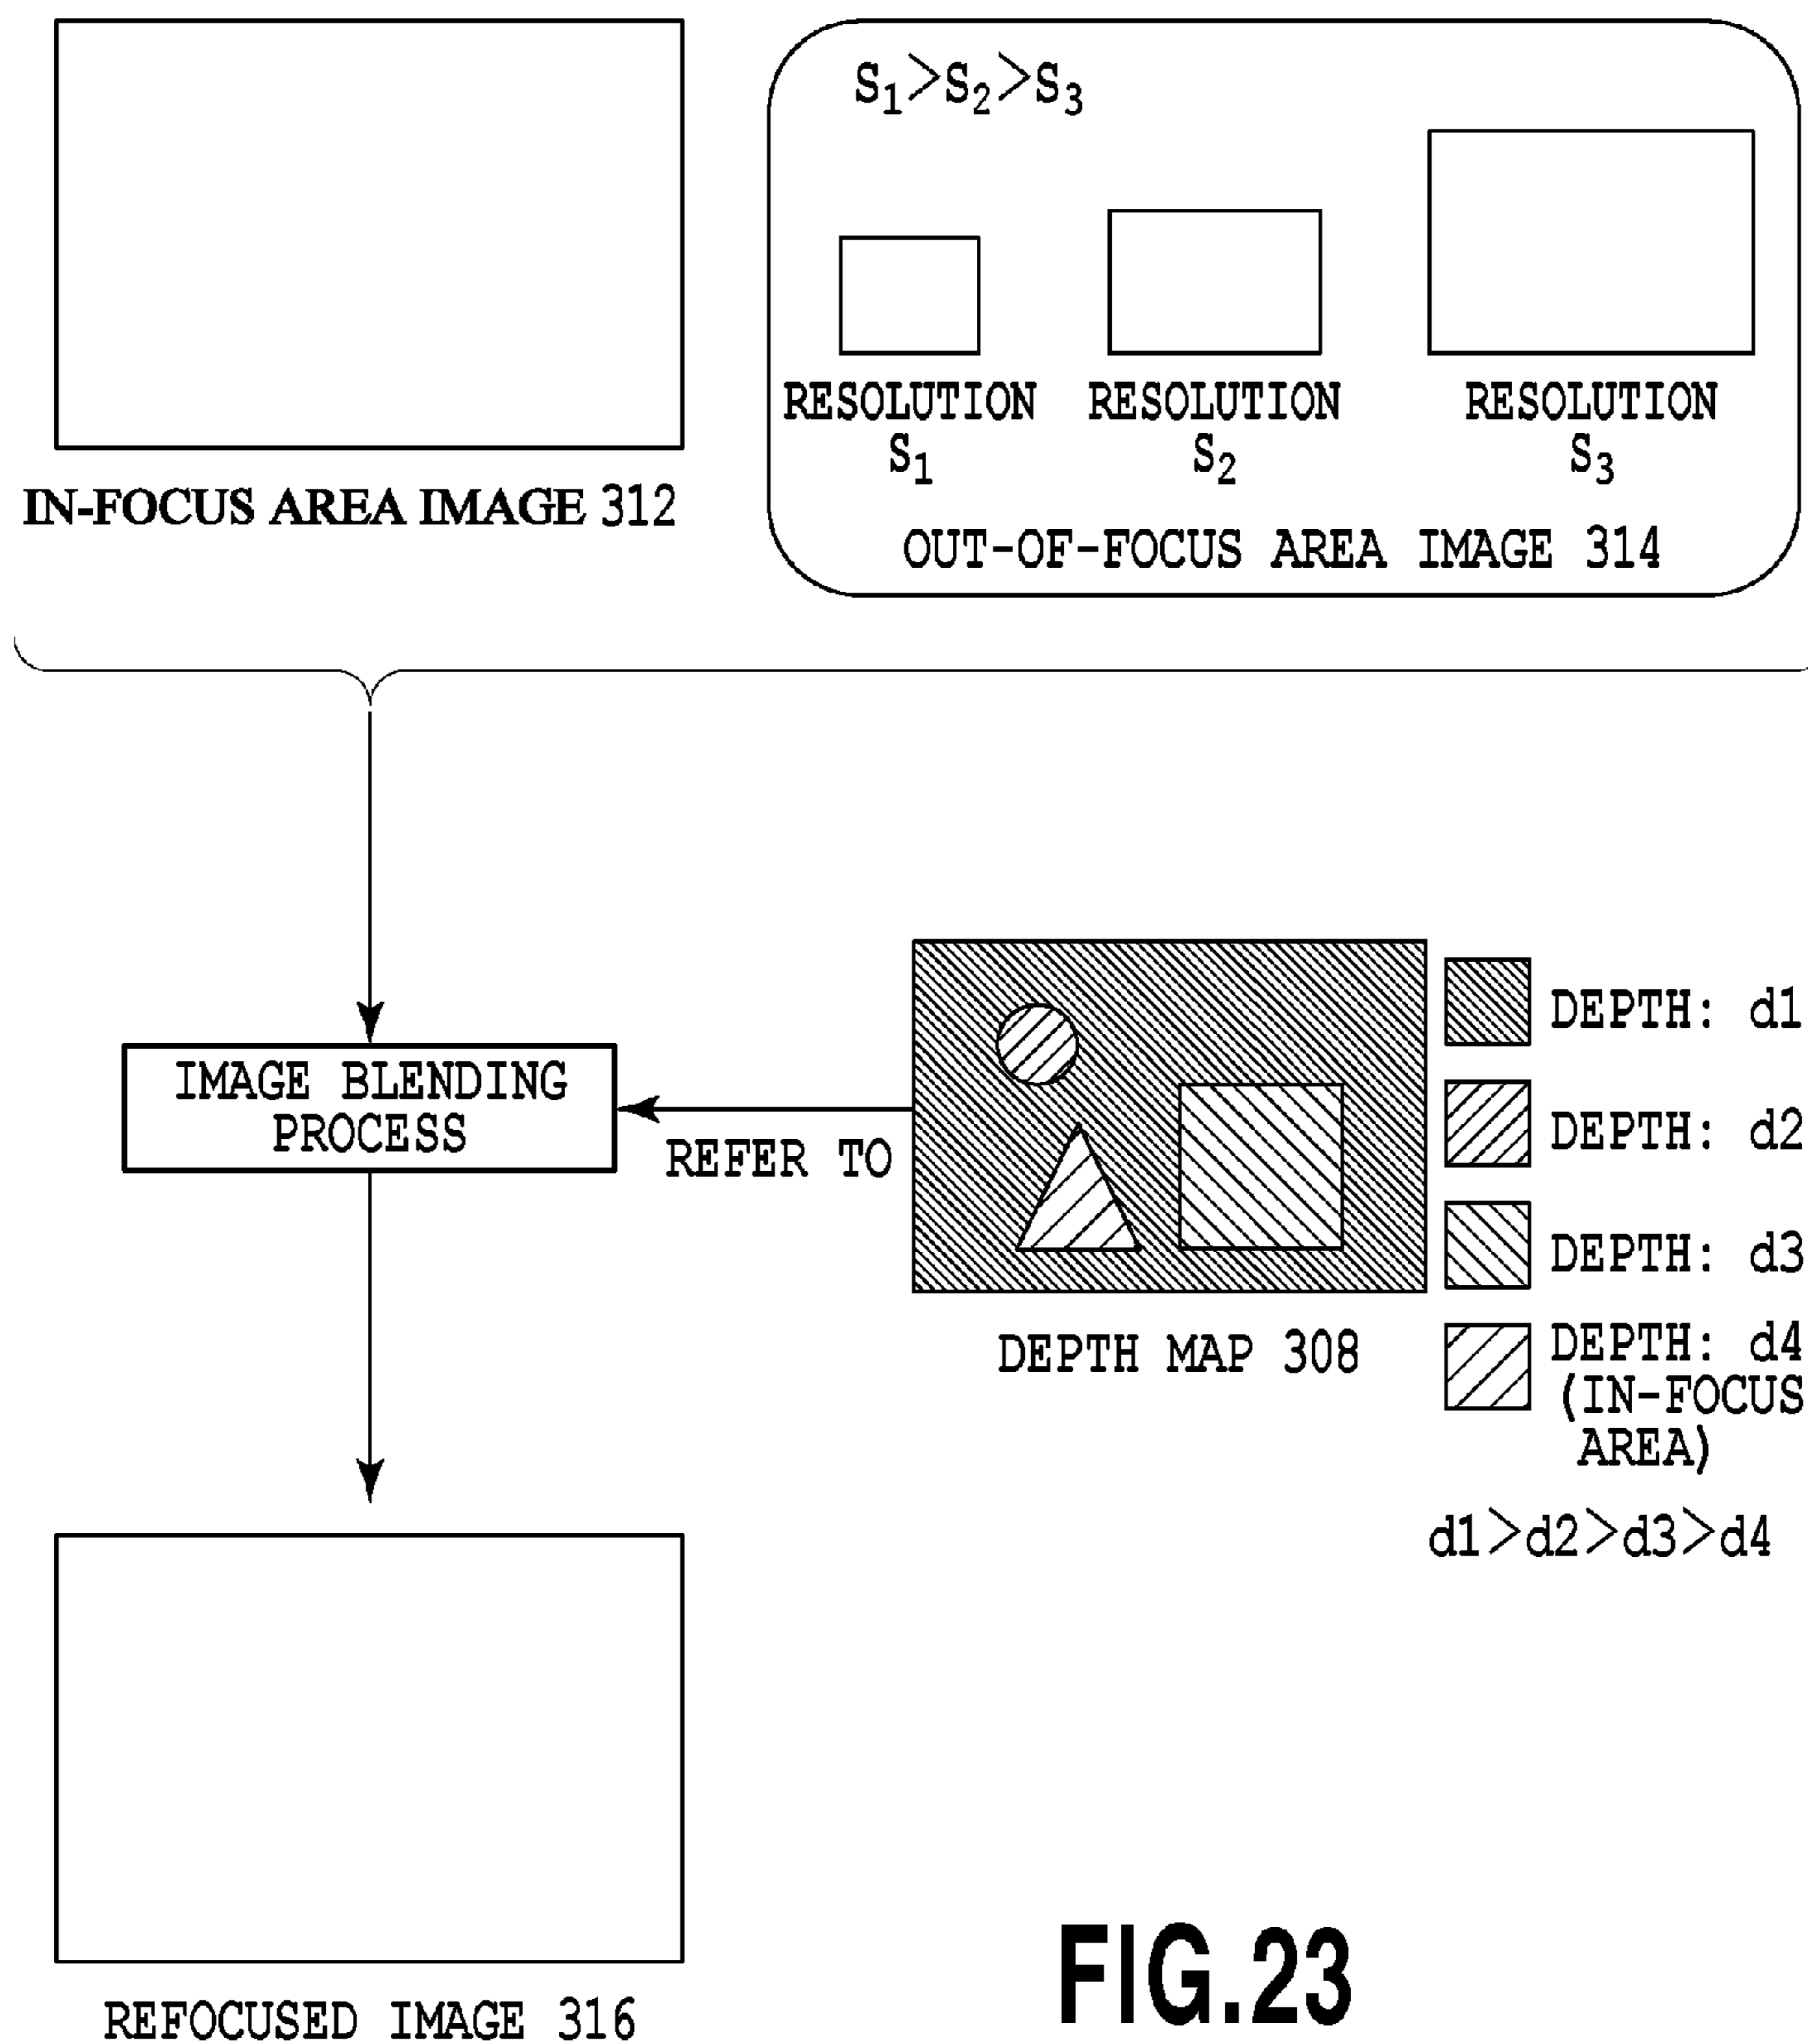 S₁>S₂>S₃
RESOLUTION
S₁
RESOLUTION
S₂
RESOLUTION
S₃
IN-FOCUS AREA IMAGE 312
OUT-OF-FOCUS AREA IMAGE 314
IMAGE BLENDING
PROCESS
REFER TO
DEPTH: d1
DEPTH: d2
DEPTH: d3
DEPTH: d4
(IN-FOCUS
AREA)
DEPTH MAP 308
d1>d2>d3>d4
REFOCUSED IMAGE 316
FIG.23